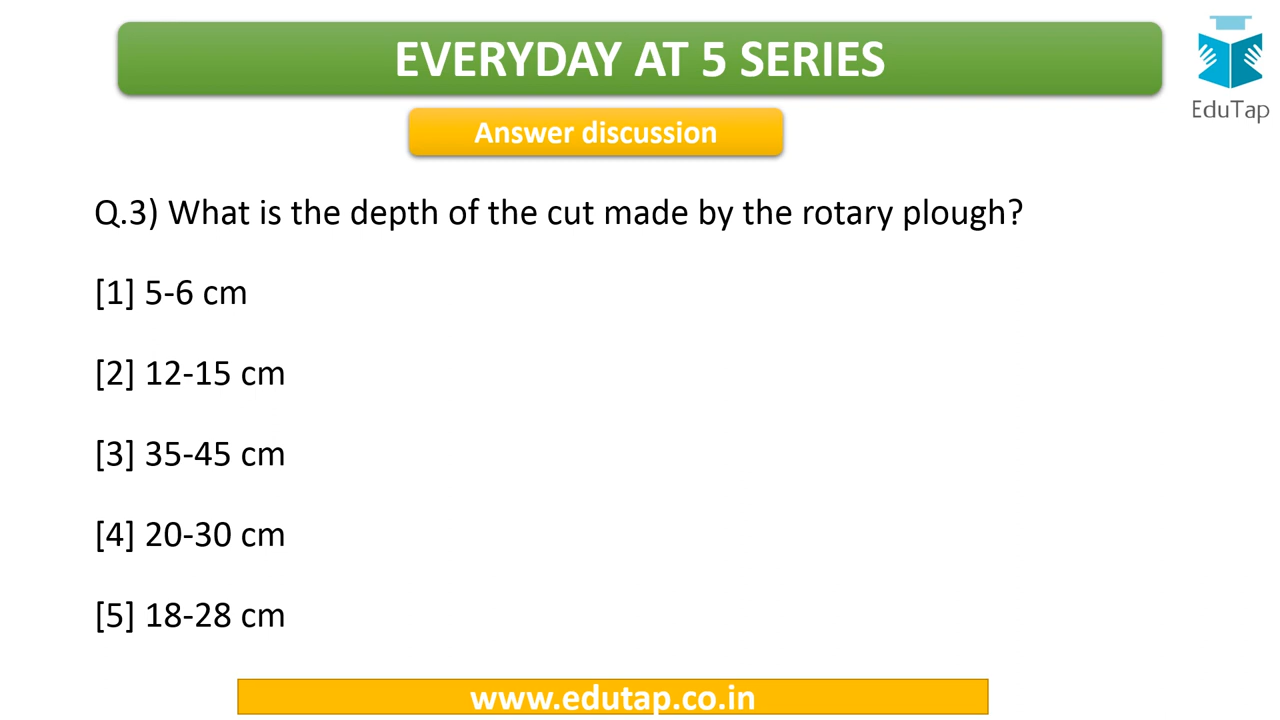 EVERYDAY AT 5 SERIES
EduTap
Answer discussion
Q.3) What is the depth of the cut made by the rotary plough?
[1] 5-6 cm
[2] 12-15 cm
[3] 35-45 cm
[4] 20-30 cm
[5] 18-28 cm
www.edutap.co.in